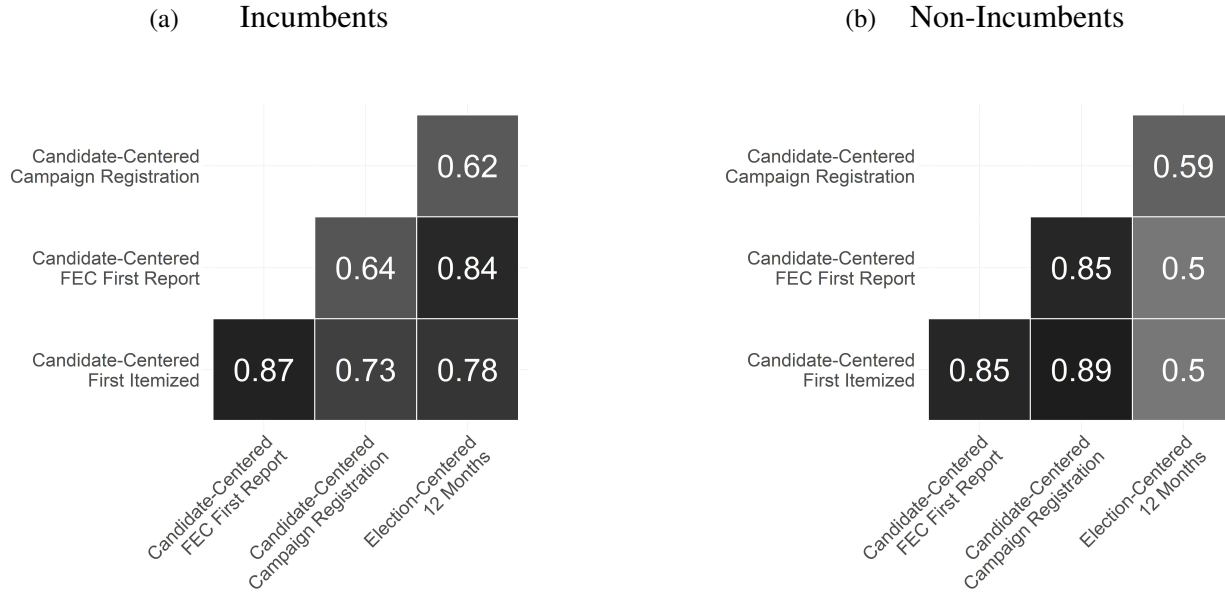 (a) Incumbents
Candidate-Centered
Campaign Registration
0.62
Candidate-Centered
FEC First Report
0.64 0.84
Candidate-Centered
First Itemized
0.87 0.73 0.78
Candidate-Centered
FEC First Report
Candidate-Centered
Campaign Registration
Election-Centered
12 Months
(b) Non-Incumbents
Candidate-Centered
Campaign Registration
0.59
Candidate-Centered
FEC First Report
0.85 0.5
Candidate-Centered
First Itemized
0.85 0.89 0.5
Candidate-Centered
FEC First Report
Candidate-Centered
Campaign Registration
Election-Centered
12 Months